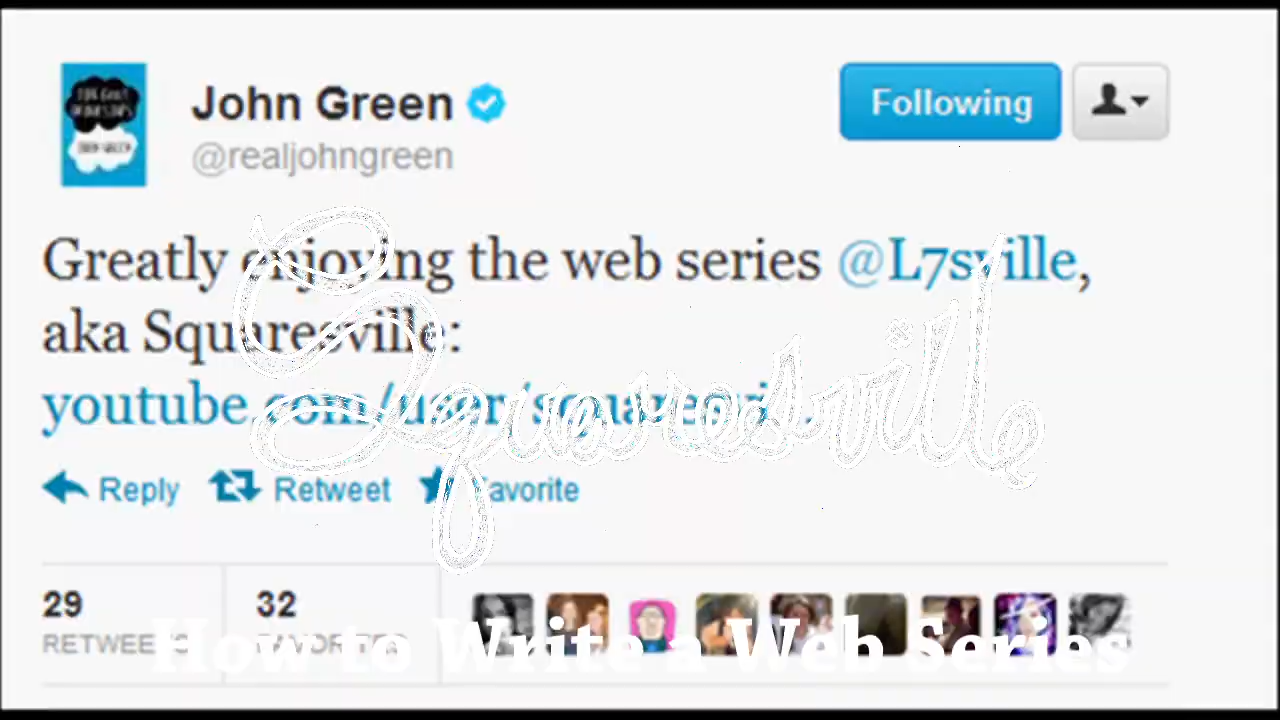 John Green
@realjohngreen
Following
Greatly enjoying the web series @L7sville,
aka Squaresville:
youtube.com/user/squaresvi...
Squaresville
Reply Retweet Favorite
29 32
RETWEETS FAVORITES
How to Write a Web Series